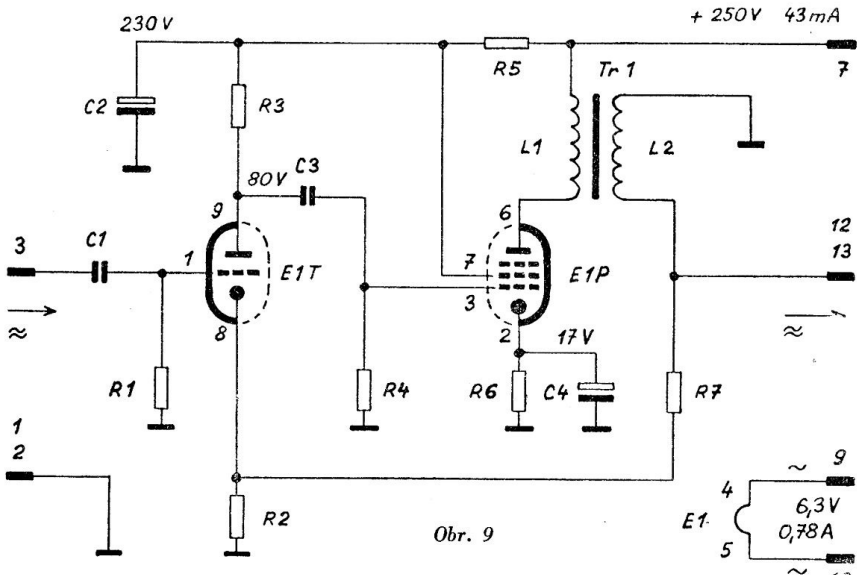 230V
+ 250V 43mA
R5
7
Tr1
C2
R3
L1
L2
80V
C3
9
6
12
3
C1
13
1
E1T
7
E1P
≈
3
≈
8
2
17V
R1
R4
R6
C4
R7
1
2
9
~
4
6,3V
E1
0,78A
R2
Obr. 9
5
~